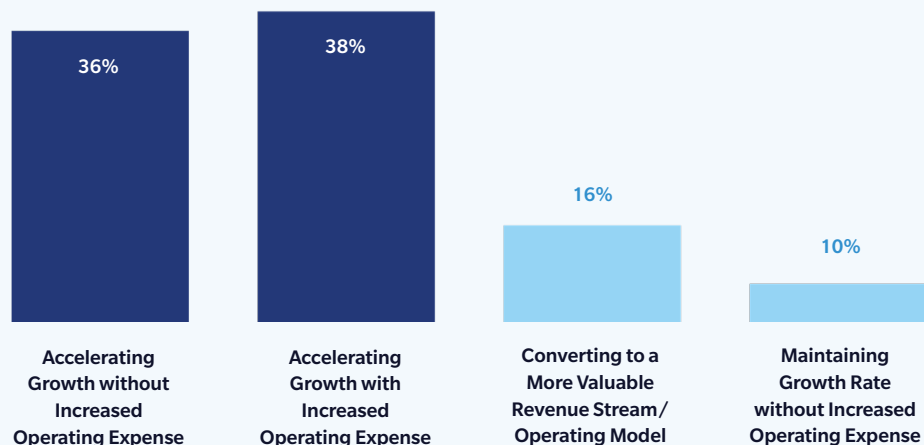 36%
38%
16%
10%
Accelerating
Growth without
Increased
Operating Expense
Accelerating
Growth with
Increased
Operating Expense
Converting to a
More Valuable
Revenue Stream/
Operating Model
Maintaining
Growth Rate
without Increased
Operating Expense